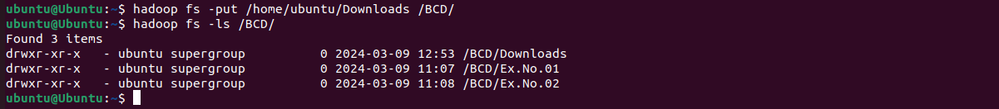 ubuntu@Ubuntu:~$ hadoop fs -put /home/ubuntu/Downloads /BCD/
ubuntu@Ubuntu:~$ hadoop fs -ls /BCD/
Found 3 items
drwxr-xr-x   - ubuntu supergroup          0 2024-03-09 12:53 /BCD/Downloads
drwxr-xr-x   - ubuntu supergroup          0 2024-03-09 11:07 /BCD/Ex.No.01
drwxr-xr-x   - ubuntu supergroup          0 2024-03-09 11:08 /BCD/Ex.No.02
ubuntu@Ubuntu:~$